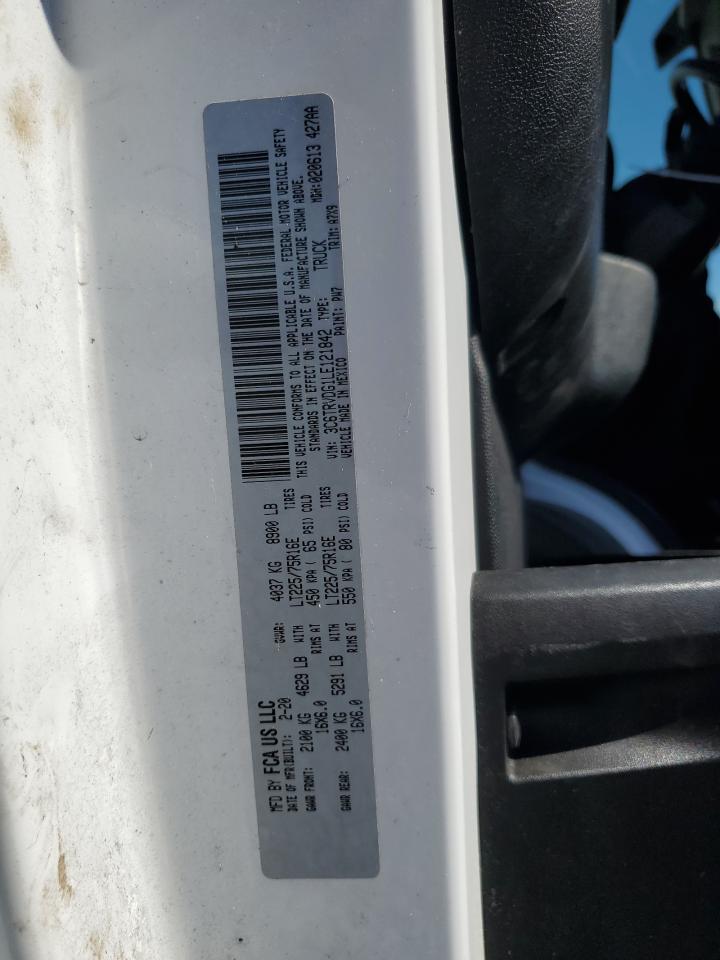 MFD BY FCA US LLC
DATE OF MFR(BUILT): 2-20 GVWR: 4037 KG 8900 LB
GAWR FRONT: 2100 KG 4629 LB WITH LT225/75R16E TIRES
16X6.0 RIMS AT 450 KPA ( 65 PSI) COLD
GAWR REAR: 2400 KG 5291 LB WITH LT225/75R16E TIRES
16X6.0 RIMS AT 550 KPA ( 80 PSI) COLD
THIS VEHICLE CONFORMS TO ALL APPLICABLE U.S.A. FEDERAL MOTOR VEHICLE SAFETY
STANDARDS IN EFFECT ON THE DATE OF MANUFACTURE SHOWN ABOVE.
VIN: 3C6TRVDG1LE121842 TYPE: TRUCK MDH:020613 427AA
VEHICLE MADE IN MEXICO PAINT: PW7 TRIM: A7X9